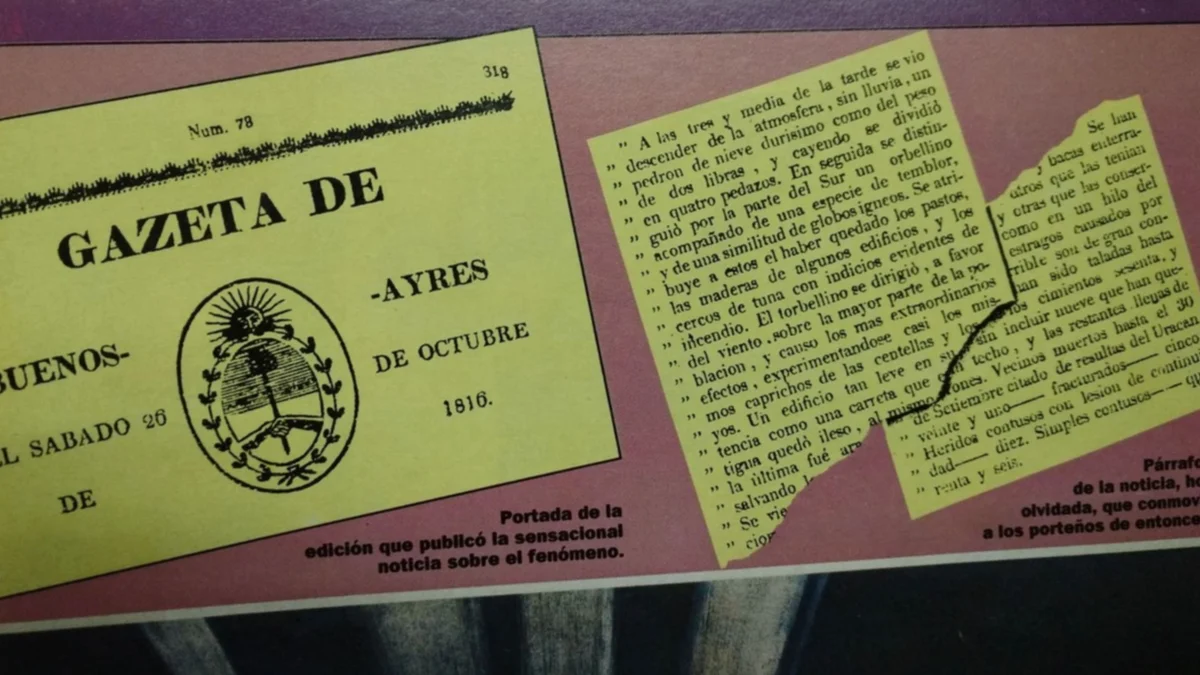 318
Num. 78
GAZETA DE
BUENOS-
-AYRES
EL SABADO 26
DE OCTUBRE
DE
1816.
Portada de la
edición que publicó la sensacional
noticia sobre el fenómeno.
" A las tres y media de la tarde se vio
" descender de la atmosfera, sin lluvia, un
" pedron de nieve durisimo como del peso
" de dos libras, y cayendo se dividió
" en quatro pedazos. En seguida se distin-
" guió por la parte del Sur un orbellino
" acompañado de una especie de temblor,
" y de una similitud de globos igneos. Se atri-
" buye a estos el haber quedado los pastos,
" las maderas de algunos edificios, y los
" cercos de tuna con indicios evidentes de
" incendio. El torbellino se dirigió, a favor
" del viento, sobre la mayor parte de la po-
" blacion, y causo los mas extraordinarios
" efectos, experimentandose casi los mis-
" mos caprichos de las centellas y los
" yos. Un edificio tan leve en su
" tencia como una carreta que
" tigua quedó ileso, al mismo
" la última fué
" salvando
" Se
Se han
y bacas enterra-
otros que las tenian
y otras que las conser-
como en un hilo del
estragos causados por
rrible son de gran con-
han sido taladas hasta
cimientos sesenta, y
sin incluir nueve que han que-
techo, y las restantes llenas de
ones. Vecinos muertos hasta el 30
de Setiembre citado de resultas del Uracan
" veinte y uno— fracturados— cinco
" Heridos contusos con lesion de continu
" dad— diez. Simples contusos—
" renta y seis.
Párrafo
de la noticia, ho
olvidada, que conmov
a los porteños de entonce